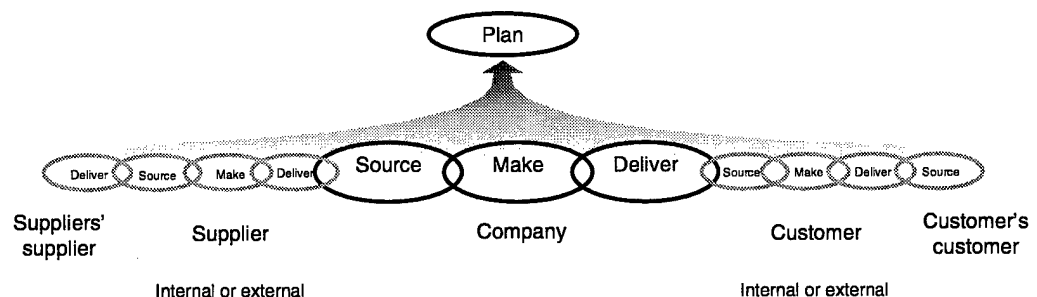 Plan
Deliver Source Make Deliver Source Make Deliver Source Make Deliver Source
Suppliers' supplier Supplier Company Customer Customer's customer
Internal or external Internal or external